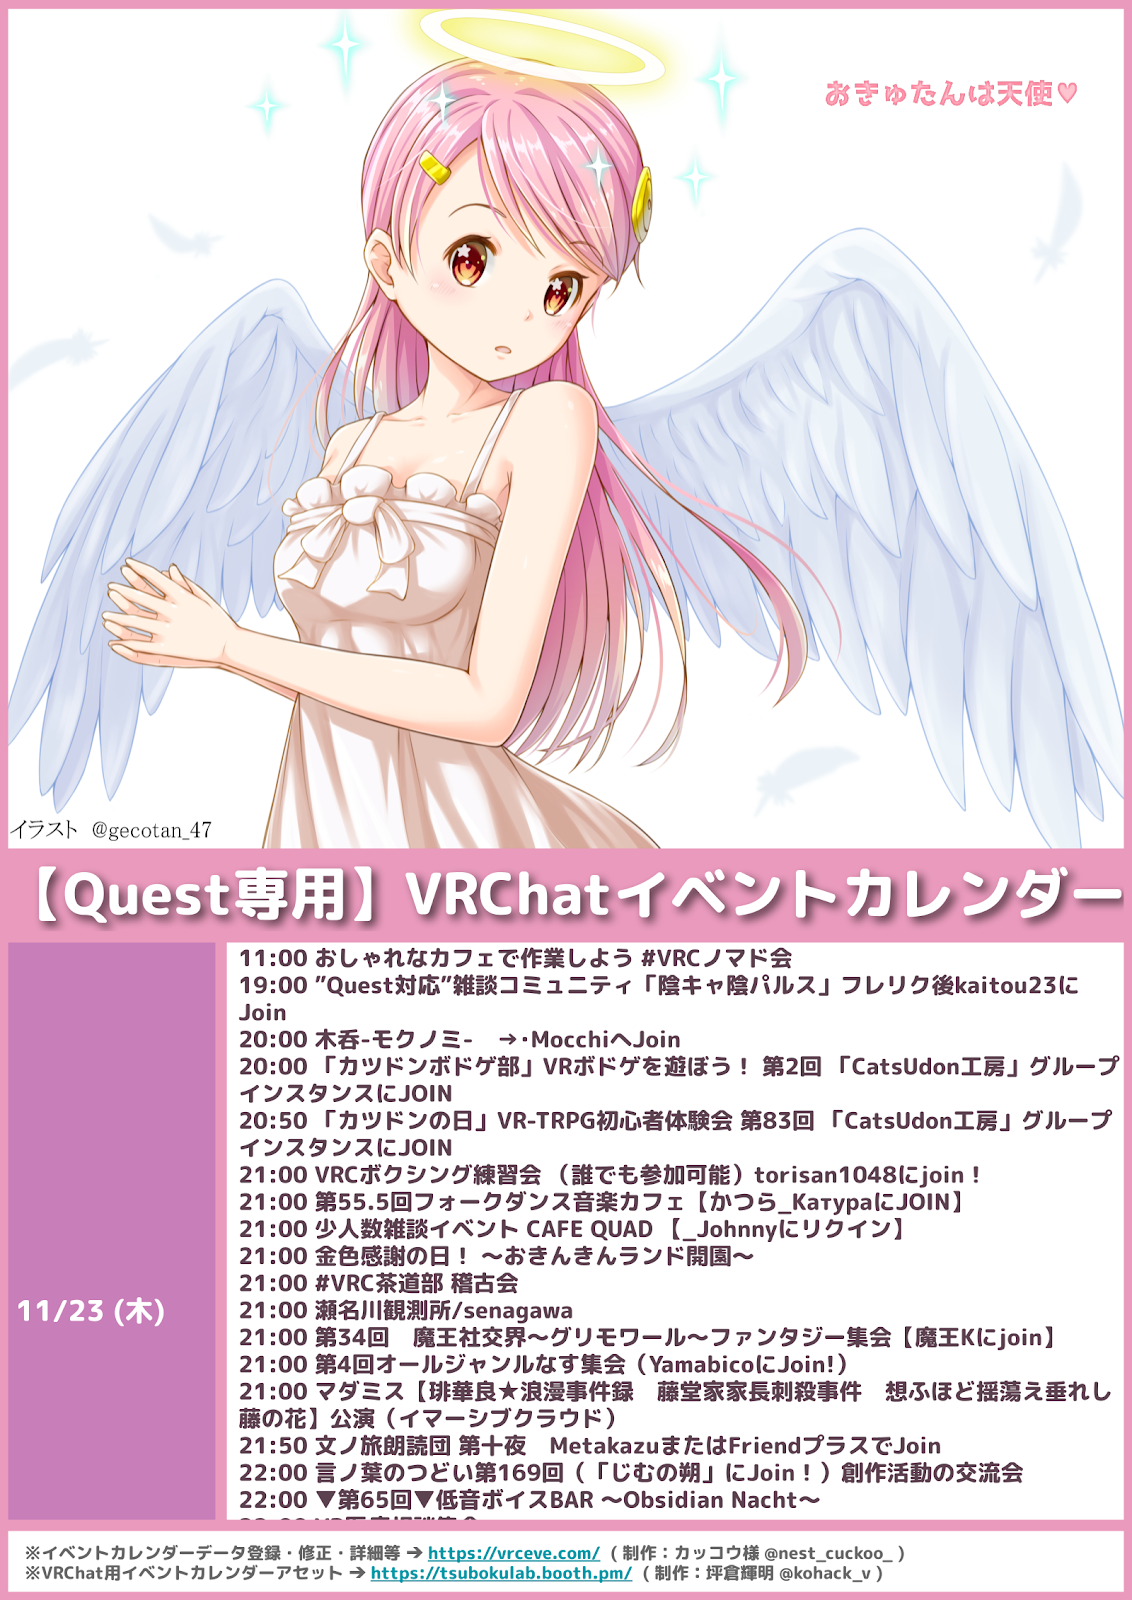 おきゅたんは天使♥
イラスト @gecotan_47
【Quest専用】VRChatイベントカレンダー
11/23 (木)
11:00 おしゃれなカフェで作業しよう #VRCノマド会
19:00 ”Quest対応”雑談コミュニティ「陰キャ陰パルス」フレリク後kaitou23に
Join
20:00 木呑-モクノミ-　→･MocchiへJoin
20:00 「カツドンボドゲ部」VRボドゲを遊ぼう！ 第2回 「CatsUdon工房」グループ
インスタンスにJOIN
20:50 「カツドンの日」VR-TRPG初心者体験会 第83回 「CatsUdon工房」グループ
インスタンスにJOIN
21:00 VRCボクシング練習会 （誰でも参加可能）torisan1048にjoin！
21:00 第55.5回フォークダンス音楽カフェ【かつら_КатураにJOIN】
21:00 少人数雑談イベント CAFE QUAD 【_Johnnyにリクイン】
21:00 金色感謝の日！ ～おきんきんランド開園～
21:00 #VRC茶道部 稽古会
21:00 瀬名川観測所/senagawa
21:00 第34回　魔王社交界～グリモワール～ファンタジー集会【魔王Kにjoin】
21:00 第4回オールジャンルなす集会（YamabicoにJoin!）
21:00 マダミス【琲華良★浪漫事件録　藤堂家家長刺殺事件　想ふほど揺蕩え垂れし
藤の花】公演（イマーシブクラウド）
21:50 文ノ旅朗読団 第十夜　MetakazuまたはFriendプラスでJoin
22:00 言ノ葉のつどい第169回（「じむの朔」にJoin！）創作活動の交流会
22:00 ▼第65回▼低音ボイスBAR ～Obsidian Nacht～
※イベントカレンダーデータ登録・修正・詳細等 ➔ https://vrceve.com/ ( 制作：カッコウ様 @nest_cuckoo_ )
※VRChat用イベントカレンダーアセット ➔ https://tsubokulab.booth.pm/ ( 制作：坪倉輝明 @kohack_v )